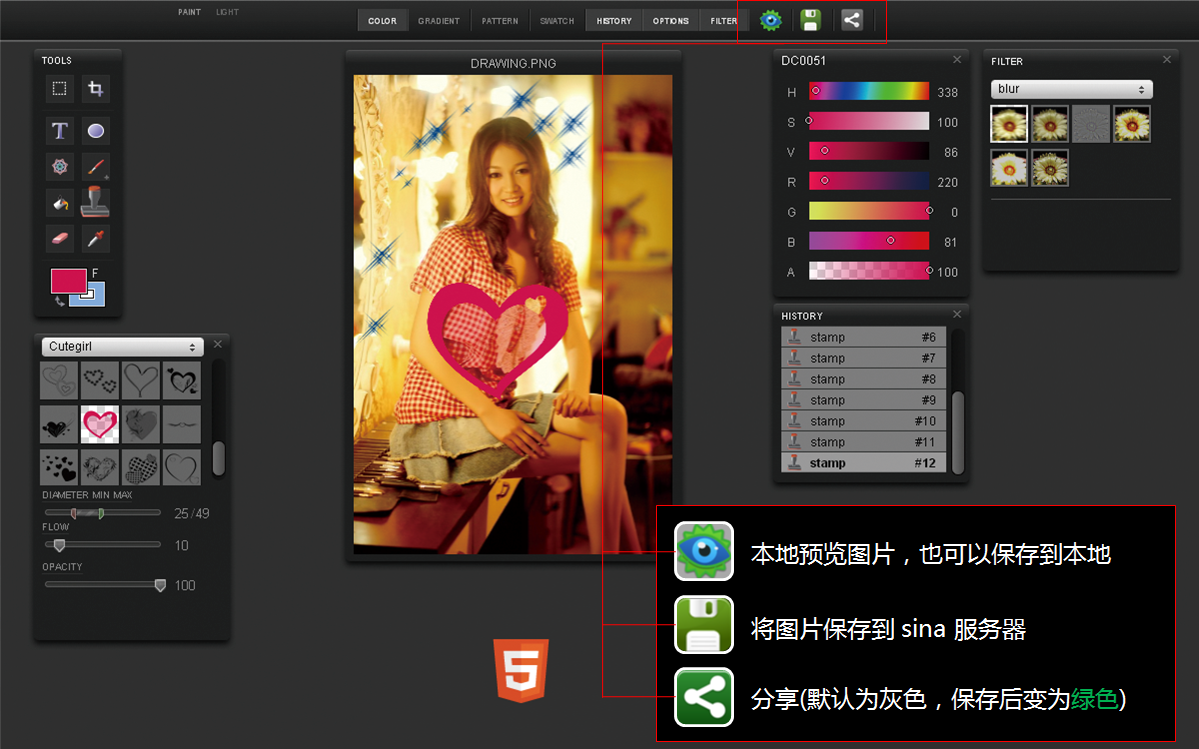 PAINT LIGHT
COLOR GRADIENT PATTERN SWATCH HISTORY OPTIONS FILTER
TOOLS
F
Cutegirl
DIAMETER MIN MAX
25/49
FLOW
10
OPACITY
100
DRAWING.PNG
DC0051
H 338
S 100
V 86
R 220
G 0
B 81
A 100
HISTORY
stamp #6
stamp #7
stamp #8
stamp #9
stamp #10
stamp #11
stamp #12
FILTER
blur
本地预览图片，也可以保存到本地
将图片保存到 sina 服务器
分享(默认为灰色，保存后变为绿色)
5